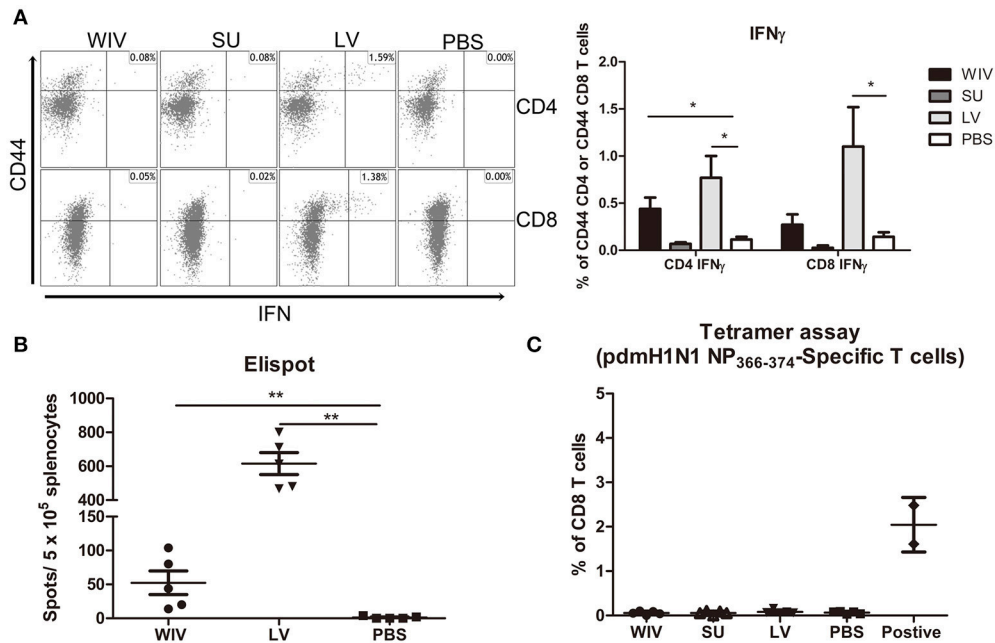 A
WIV SU LV PBS
0.08% 0.08% 1.59% 0.00%
CD4
0.05% 0.02% 1.38% 0.00%
CD8
CD44
IFN
IFNγ
% of CD44 CD4 or CD44 CD8 T cells
2.0
1.5
1.0
0.5
0.0
* * *
CD4 IFNγ CD8 IFNγ
WIV
SU
LV
PBS
B
Elispot
Spots/ 5 x 10⁵ splenocytes
1000
800
600
400
150
100
50
0
**
**
WIV LV PBS
C
Tetramer assay
(pdmH1N1 NP₃₆₆₋₃₇₄-Specific T cells)
% of CD8 T cells
5
4
3
2
1
0
WIV SU LV PBS Postive